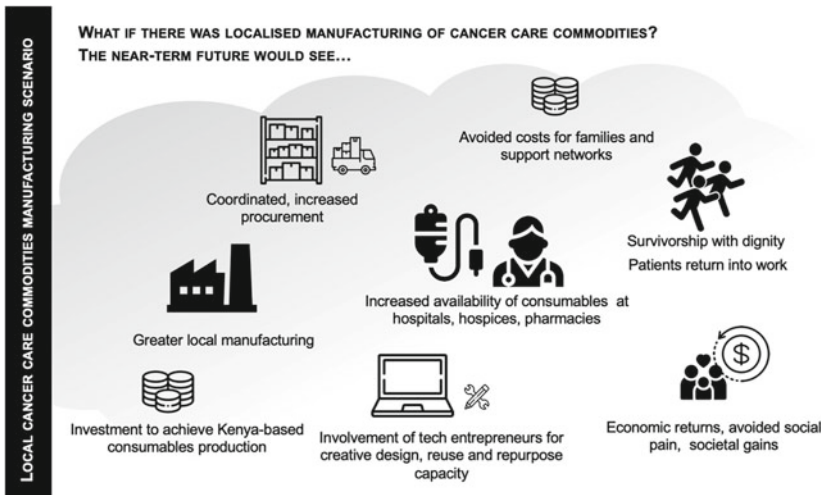 LOCAL CANCER CARE COMMODITIES MANUFACTURING SCENARIO
WHAT IF THERE WAS LOCALISED MANUFACTURING OF CANCER CARE COMMODITIES?
THE NEAR-TERM FUTURE WOULD SEE...
Avoided costs for families and
support networks
Coordinated, increased
procurement
Survivorship with dignity
Patients return into work
Increased availability of consumables at
hospitals, hospices, pharmacies
Greater local manufacturing
$
Investment to achieve Kenya-based
consumables production
Involvement of tech entrepreneurs for
creative design, reuse and repurpose
capacity
Economic returns, avoided social
pain, societal gains